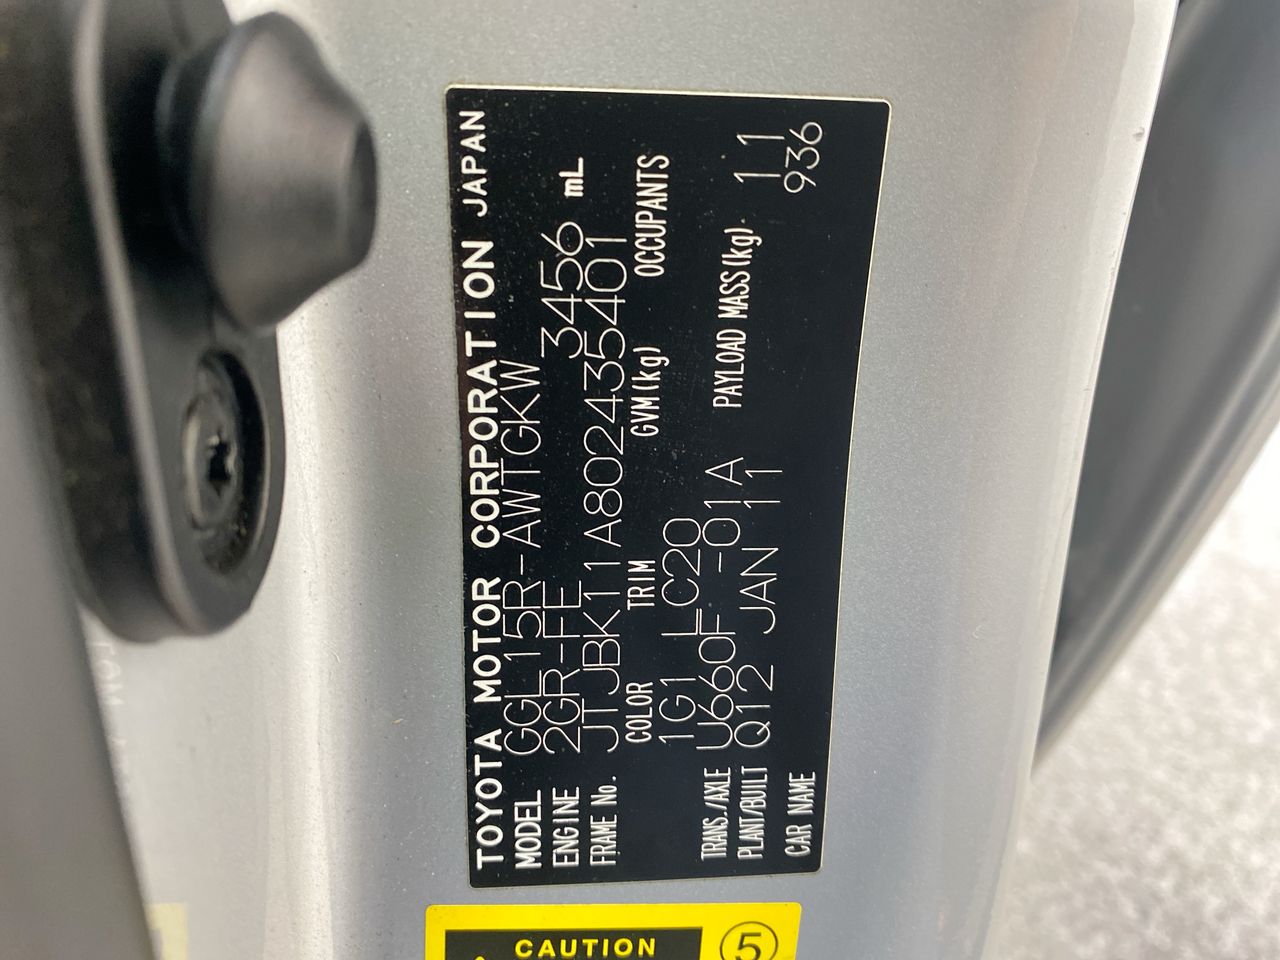 TOYOTA MOTOR CORPORATION JAPAN
MODEL GGL15R-AWTGKW
ENGINE 2GR-FE 3456 mL
FRAME No. JTJBK11A802435401
COLOR TRIM GVM(kg) OCCUPANTS
1G1 LC20
TRANS./AXLE U660F -01A PAYLOAD MASS(kg)
PLANT/BUILT Q12 JAN 11 11
CAR NAME 936
CAUTION 5